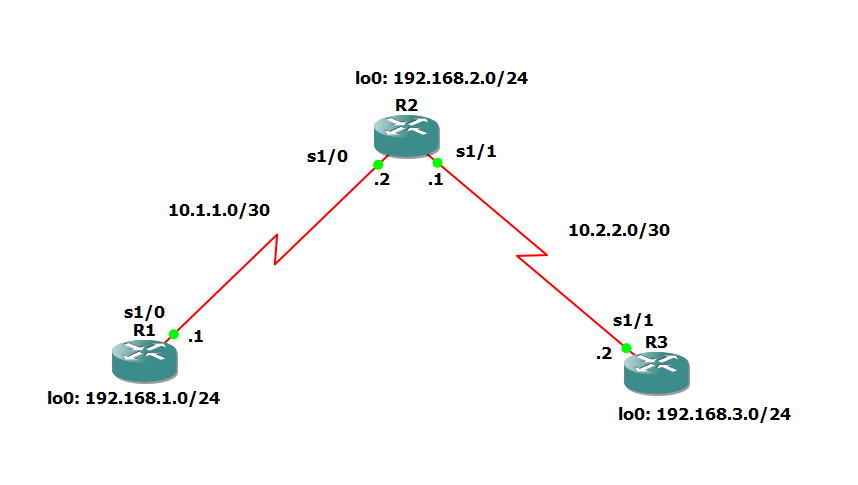 lo0: 192.168.2.0/24
R2
s1/0
s1/1
.2
.1
10.1.1.0/30
10.2.2.0/30
s1/0
R1
.1
lo0: 192.168.1.0/24
s1/1
R3
.2
lo0: 192.168.3.0/24